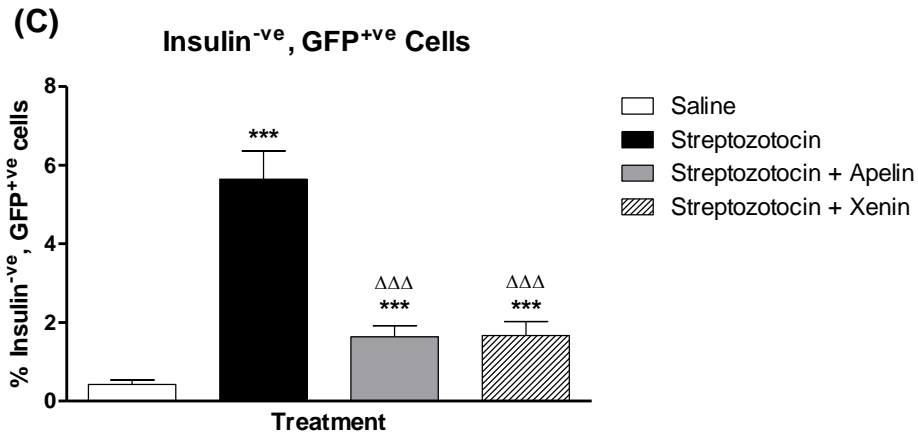 (C)
Insulin-ve, GFP+ve Cells
% Insulin-ve, GFP+ve cells
8
6
4
2
0
***
ΔΔΔ
***
ΔΔΔ
***
Treatment
Saline
Streptozotocin
Streptozotocin + Apelin
Streptozotocin + Xenin